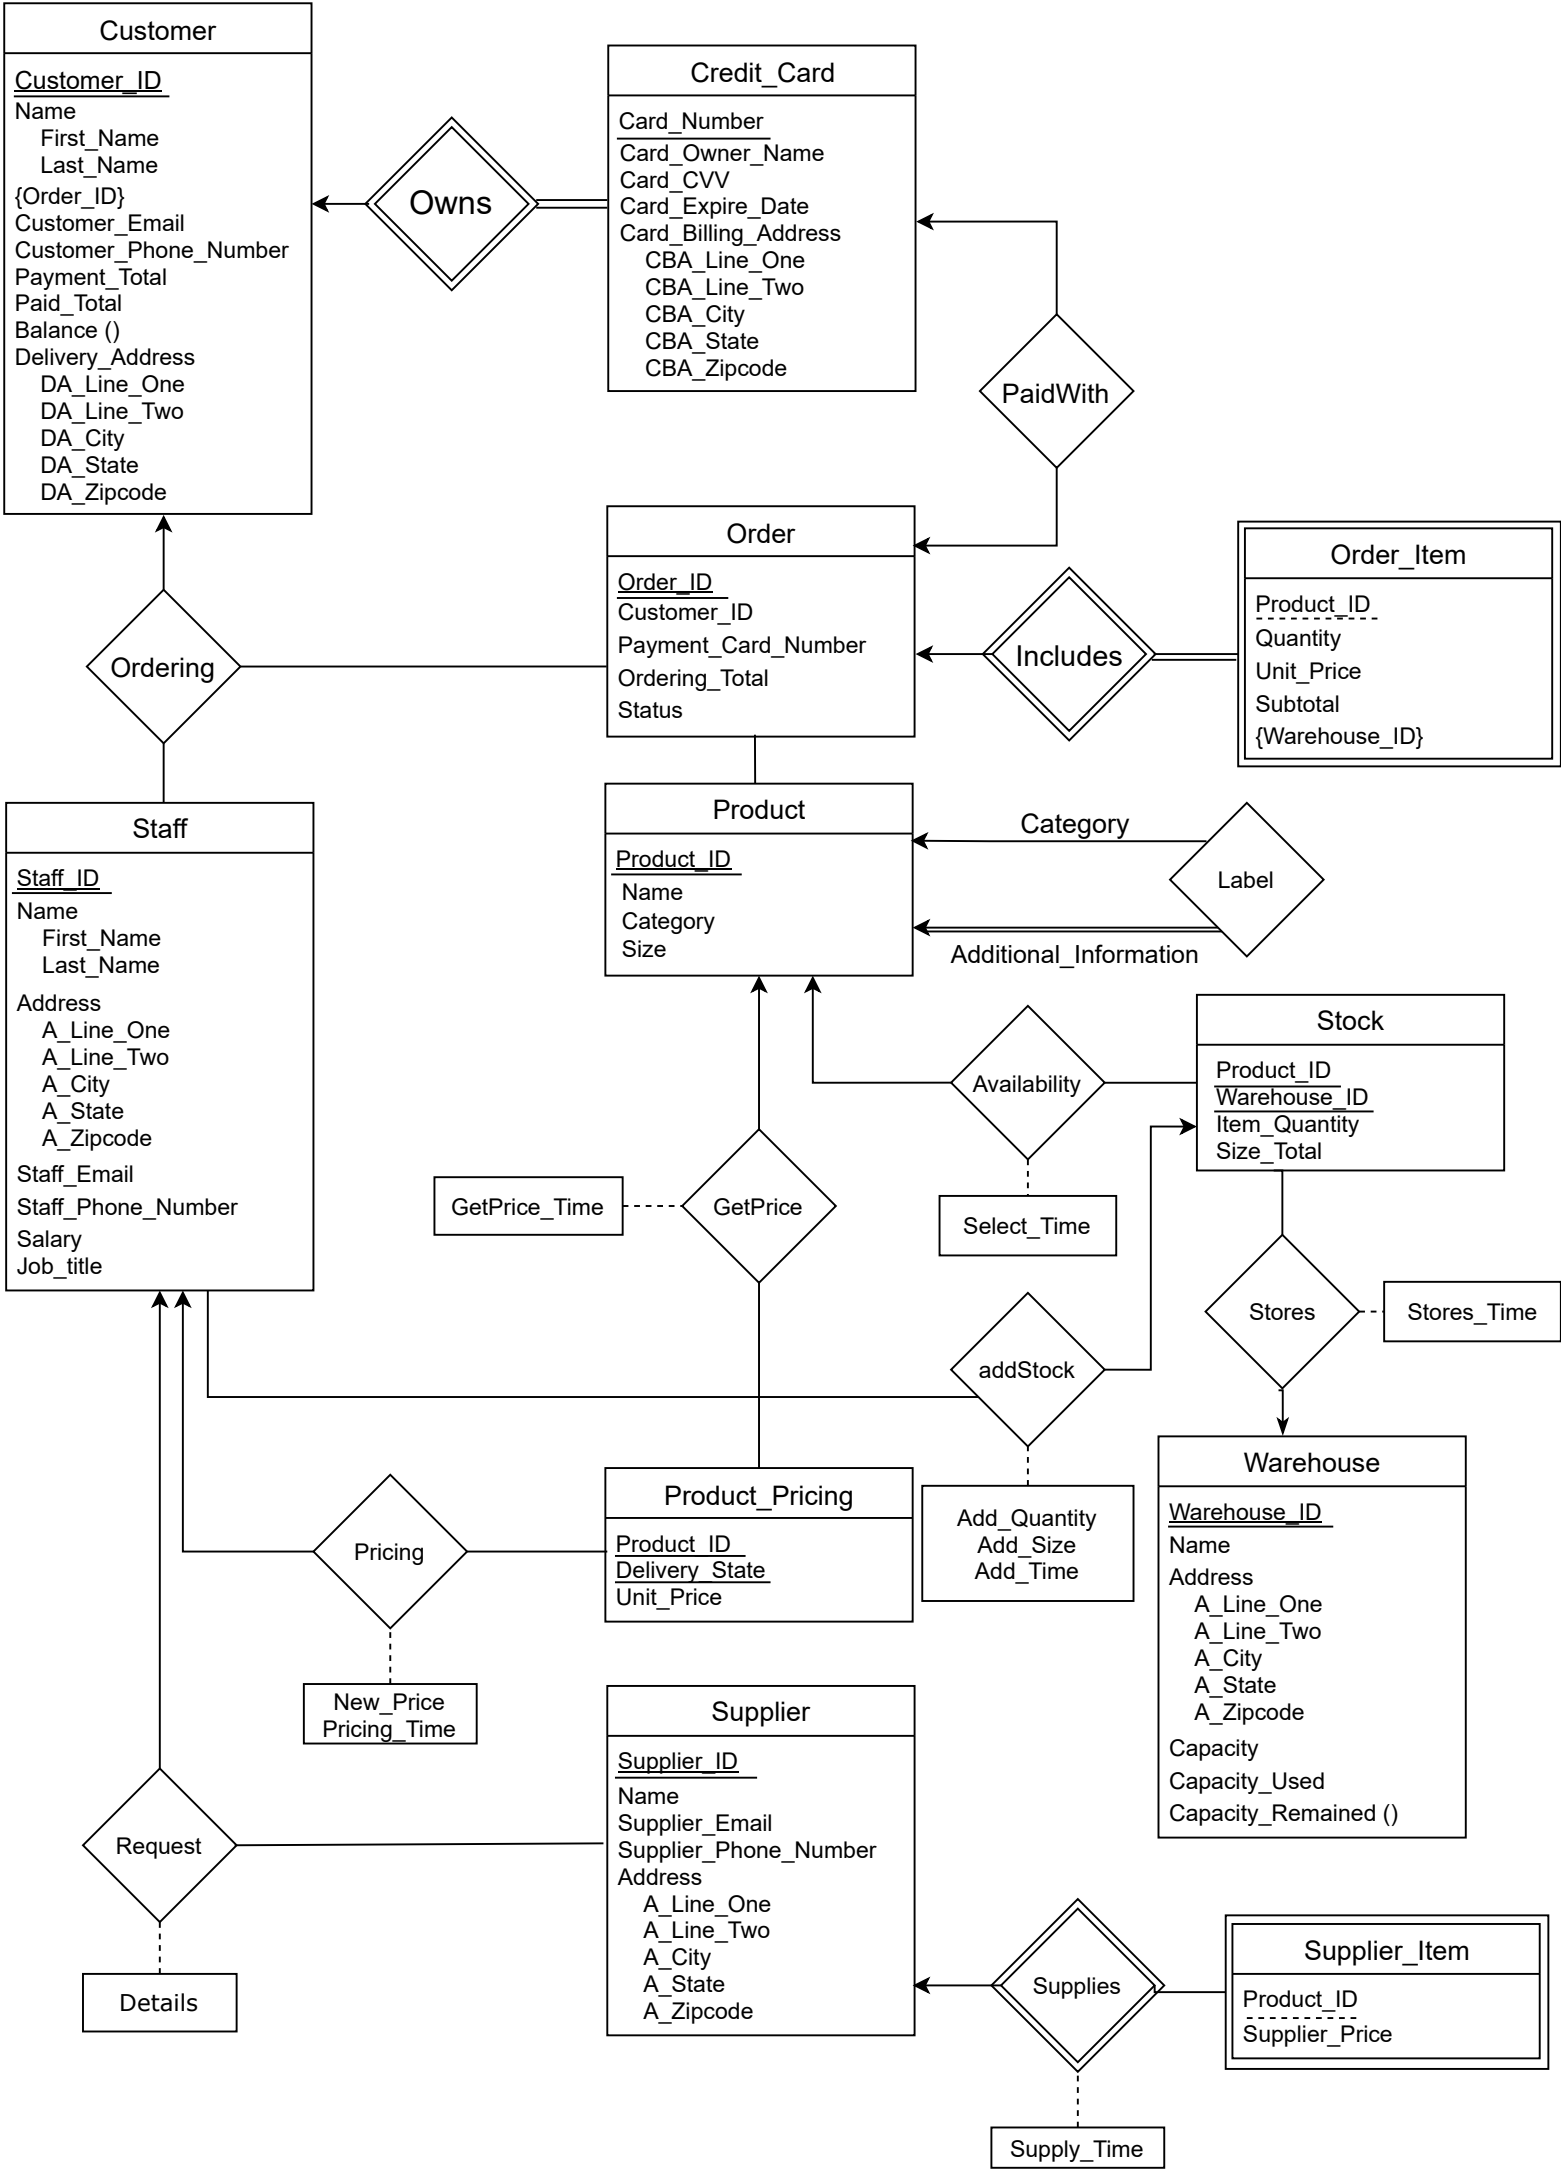 Customer
Customer_ID
Name
First_Name
Last_Name
{Order_ID}
Customer_Email
Customer_Phone_Number
Payment_Total
Paid_Total
Balance ()
Delivery_Address
DA_Line_One
DA_Line_Two
DA_City
DA_State
DA_Zipcode
Owns
Credit_Card
Card_Number
Card_Owner_Name
Card_CVV
Card_Expire_Date
Card_Billing_Address
CBA_Line_One
CBA_Line_Two
CBA_City
CBA_State
CBA_Zipcode
PaidWith
Ordering
Order
Order_ID
Customer_ID
Payment_Card_Number
Ordering_Total
Status
Includes
Order_Item
Product_ID
Quantity
Unit_Price
Subtotal
{Warehouse_ID}
Staff
Staff_ID
Name
First_Name
Last_Name
Address
A_Line_One
A_Line_Two
A_City
A_State
A_Zipcode
Staff_Email
Staff_Phone_Number
Salary
Job_title
Product
Product_ID
Name
Category
Size
Category
Label
Additional_Information
Availability
Select_Time
Stock
Product_ID
Warehouse_ID
Item_Quantity
Size_Total
GetPrice_Time
GetPrice
Stores
Stores_Time
addStock
Add_Quantity
Add_Size
Add_Time
Pricing
New_Price
Pricing_Time
Product_Pricing
Product_ID
Delivery_State
Unit_Price
Warehouse
Warehouse_ID
Name
Address
A_Line_One
A_Line_Two
A_City
A_State
A_Zipcode
Capacity
Capacity_Used
Capacity_Remained ()
Request
Details
Supplier
Supplier_ID
Name
Supplier_Email
Supplier_Phone_Number
Address
A_Line_One
A_Line_Two
A_City
A_State
A_Zipcode
Supplies
Supply_Time
Supplier_Item
Product_ID
Supplier_Price